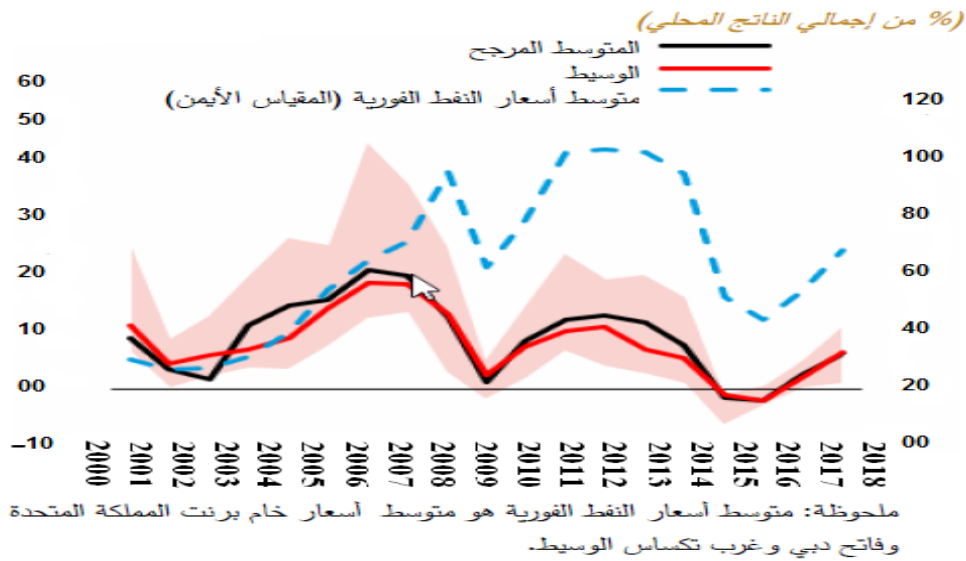 (% من إجمالي الناتج المحلي)
المتوسط المرجح
الوسيط
متوسط أسعار النفط الفورية (المقياس الأيمن)
60
50
40
30
20
10
00
–10
120
100
80
60
40
20
00
2000 2001 2002 2003 2004 2005 2006 2007 2008 2009 2010 2011 2012 2013 2014 2015 2016 2017 2018
ملحوظة: متوسط أسعار النفط الفورية هو متوسط أسعار خام برنت المملكة المتحدة
وفاتح دبي وغرب تكساس الوسيط.